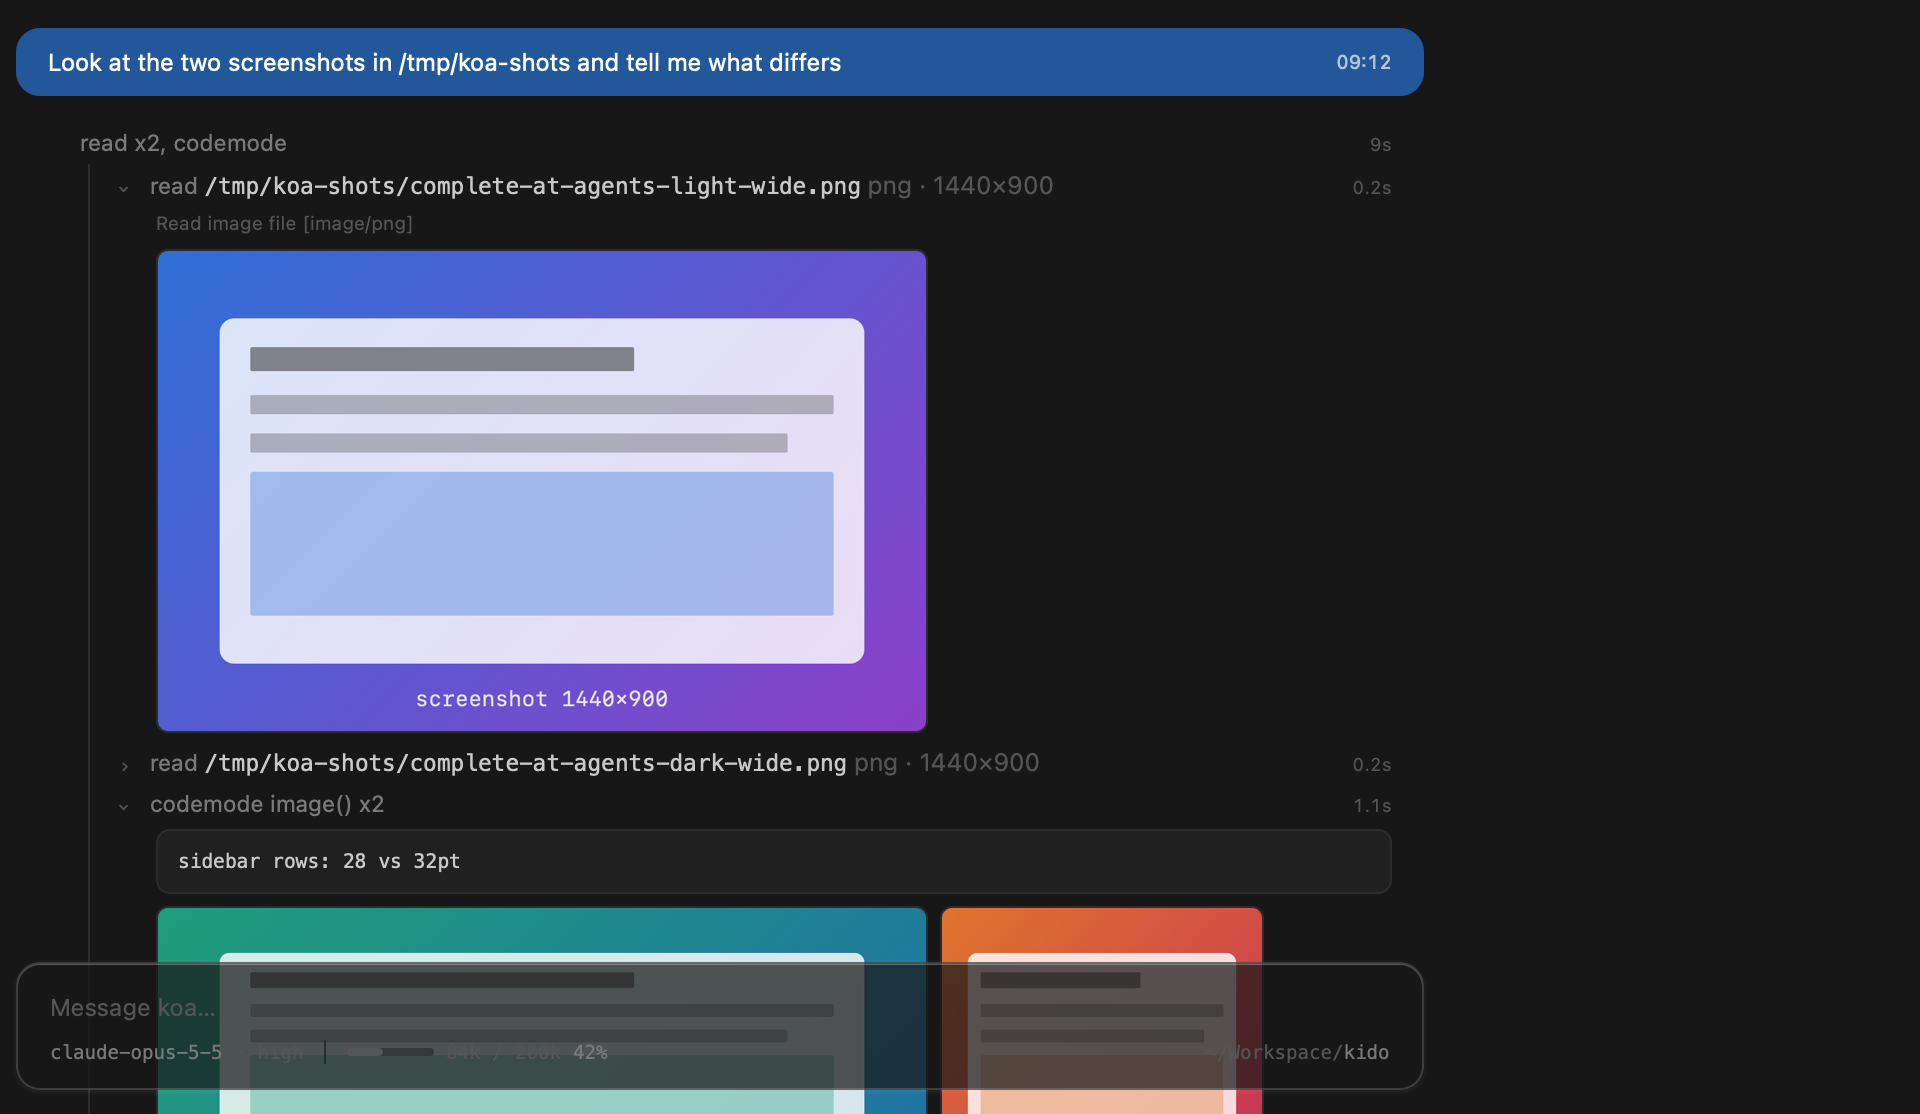 Look at the two screenshots in /tmp/koa-shots and tell me what differs 09:12
read x2, codemode 9s
read /tmp/koa-shots/complete-at-agents-light-wide.png png · 1440×900 0.2s
Read image file [image/png]
screenshot 1440×900
read /tmp/koa-shots/complete-at-agents-dark-wide.png png · 1440×900 0.2s
codemode image() x2 1.1s
sidebar rows: 28 vs 32pt
Message koa...
claude-opus-5-5 high / 200k 42% /Workspace/kido